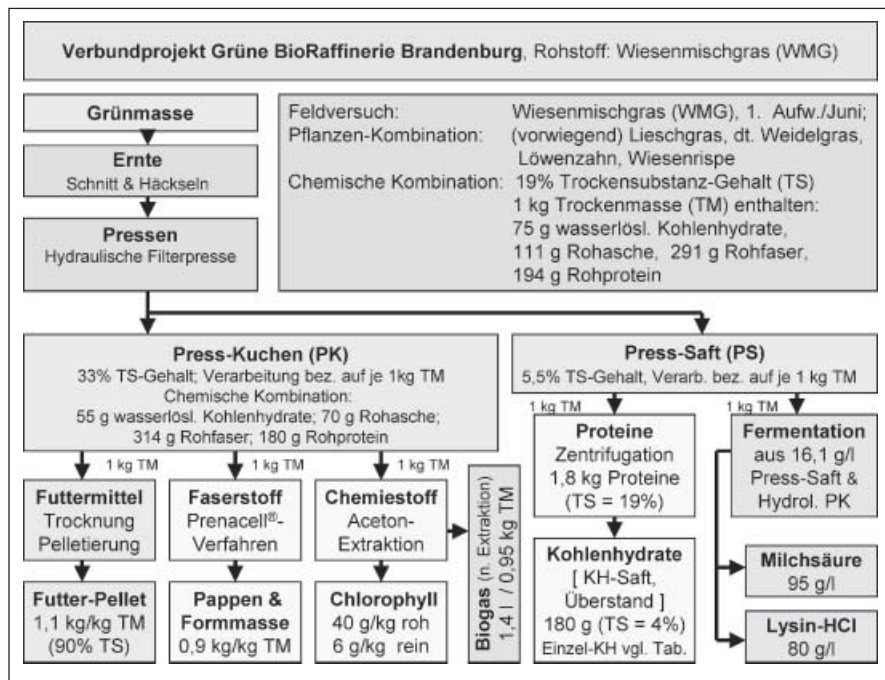 Verbundprojekt Grüne BioRaffinerie Brandenburg, Rohstoff: Wiesenmischgras (WMG)
Grünmasse
Ernte
Schnitt & Häckseln
Pressen
Hydraulische Filterpresse
Feldversuch: Wiesenmischgras (WMG), 1. Aufw./Juni;
Pflanzen-Kombination: (vorwiegend) Lieschgras, dt. Weidelgras,
Löwenzahn, Wiesenrispe
Chemische Kombination: 19% Trockensubstanz-Gehalt (TS)
1 kg Trockenmasse (TM) enthalten:
75 g wasserlösl. Kohlenhydrate,
111 g Rohasche, 291 g Rohfaser,
194 g Rohprotein
Press-Kuchen (PK)
33% TS-Gehalt; Verarbeitung bez. auf je 1kg TM
Chemische Kombination:
55 g wasserlösl. Kohlenhydrate; 70 g Rohasche;
314 g Rohfaser; 180 g Rohprotein
Press-Saft (PS)
5,5% TS-Gehalt, Verarb. bez. auf je 1 kg TM
1 kg TM
1 kg TM
1 kg TM
1 kg TM
1 kg TM
Futtermittel
Trocknung
Pelletierung
Faserstoff
Prenacell®-
Verfahren
Chemiestoff
Aceton-
Extraktion
Biogas (n. Extraktion)
1,4 l / 0,95 kg TM
Proteine
Zentrifugation
1,8 kg Proteine
(TS = 19%)
Fermentation
aus 16,1 g/l
Press-Saft &
Hydrol. PK
Futter-Pellet
1,1 kg/kg TM
(90% TS)
Pappen &
Formmasse
0,9 kg/kg TM
Chlorophyll
40 g/kg roh
6 g/kg rein
Kohlenhydrate
[ KH-Saft,
Überstand ]
180 g (TS = 4%)
Einzel-KH vgl. Tab.
Milchsäure
95 g/l
Lysin-HCl
80 g/l